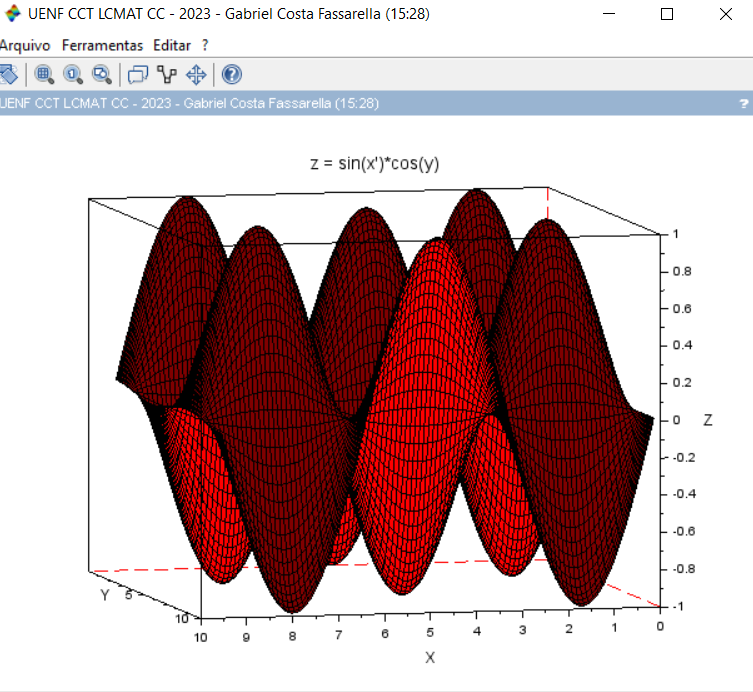 UENF CCT LCMAT CC - 2023 - Gabriel Costa Fassarella (15:28)
Arquivo Ferramentas Editar ?
UENF CCT LCMAT CC - 2023 - Gabriel Costa Fassarella (15:28) ?
z = sin(x')*cos(y)
1
0.8
0.6
0.4
0.2
0 Z
-0.2
-0.4
-0.6
-0.8
-1
Y 5
10
10 9 8 7 6 5 4 3 2 1 0
X